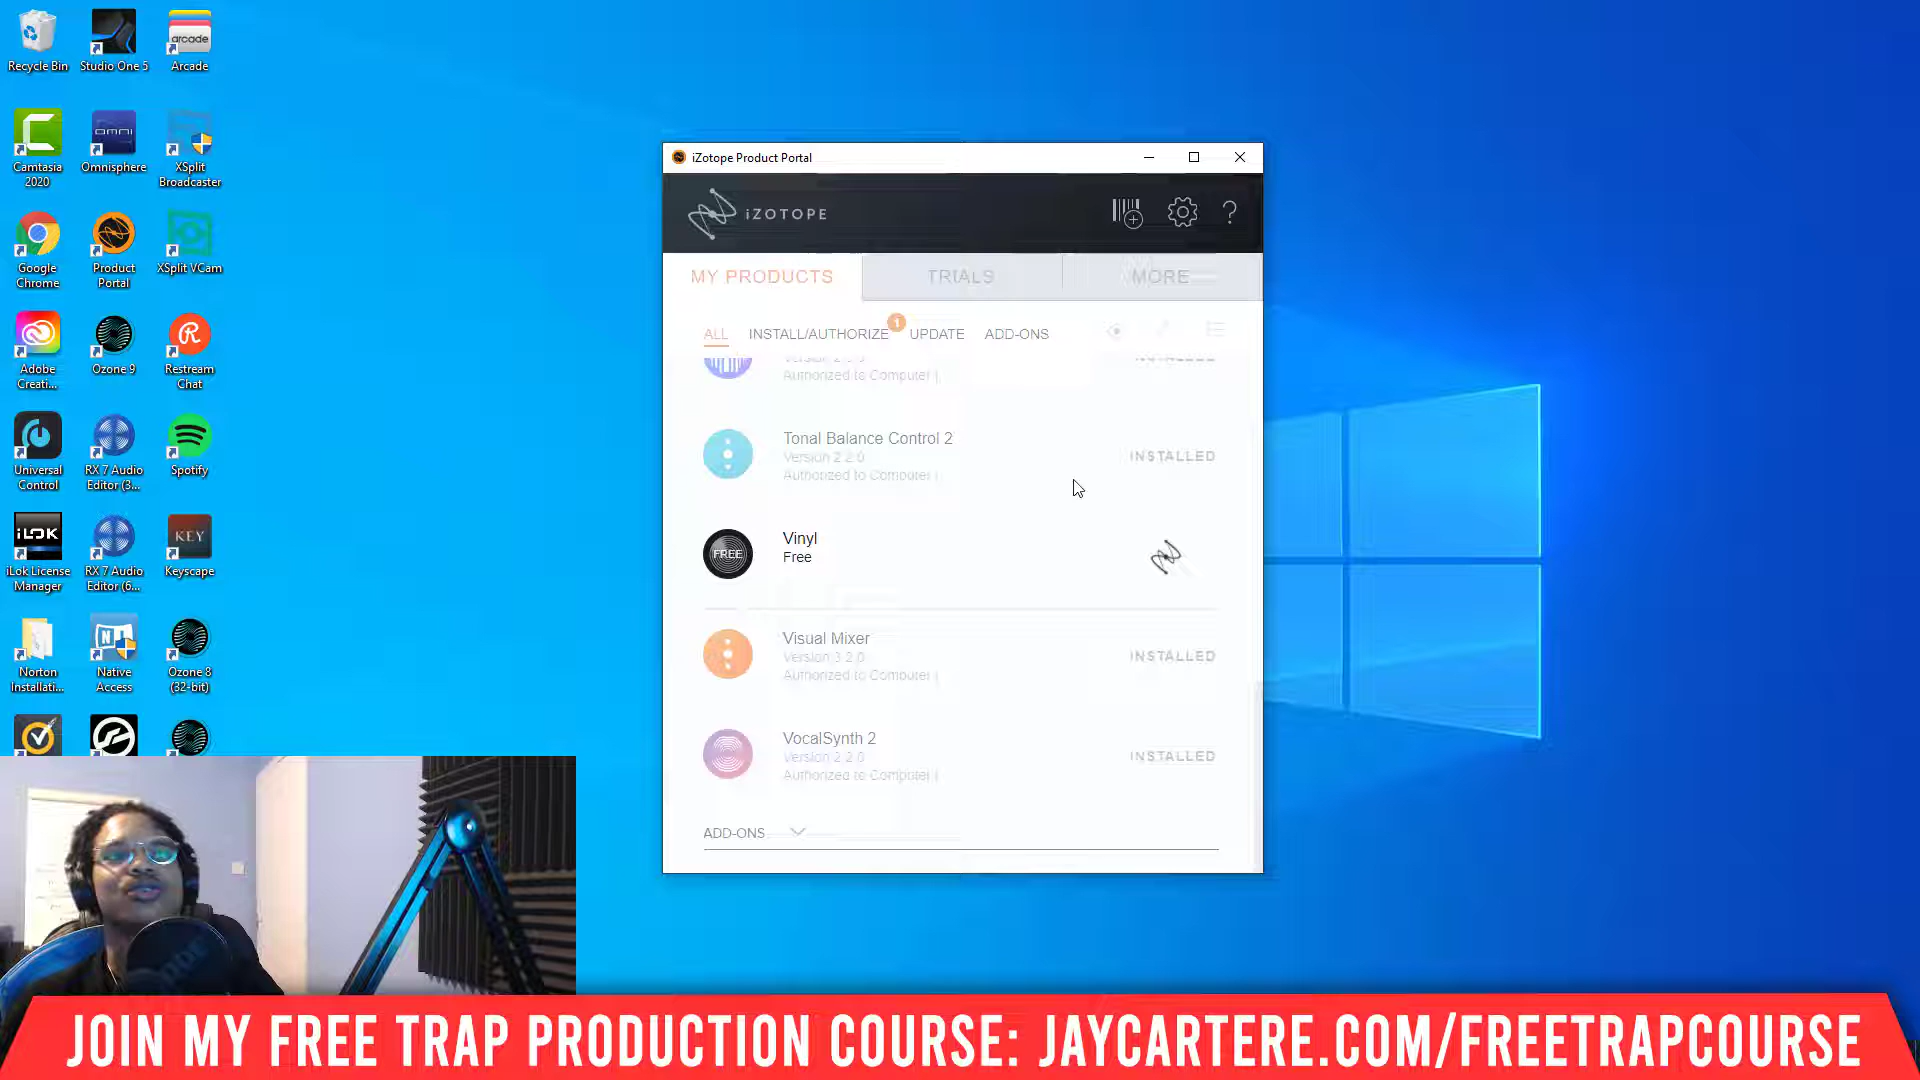 Recycle Bin
Studio One 5
arcade
Arcade
Camtasia
2020
OMNI
Omnisphere
XSplit
Broadcaster
Google
Chrome
Product
Portal
XSplit VCam
Adobe
Creati...
Ozone 9
Restream
Chat
Universal
Control
RX 7 Audio
Editor (3...
Spotify
iLOK
iLok License
Manager
RX 7 Audio
Editor (6...
KEY
Keyscape
Norton
Installati...
Native
Access
Ozone 8
(32-bit)
iZotope Product Portal
iZOTOPE
MY PRODUCTS
TRIALS
MORE
ALL
INSTALL/AUTHORIZE
1
UPDATE
ADD-ONS
Authorized to Computer |
INSTALLED
Tonal Balance Control 2
Version 2.2.0
Authorized to Computer |
INSTALLED
FREE
Vinyl
Free
Visual Mixer
Version 3.2.0
Authorized to Computer |
INSTALLED
VocalSynth 2
Version 2.2.0
Authorized to Computer |
INSTALLED
ADD-ONS
JOIN MY FREE TRAP PRODUCTION COURSE: JAYCARTERE.COM/FREETRAPCOURSE